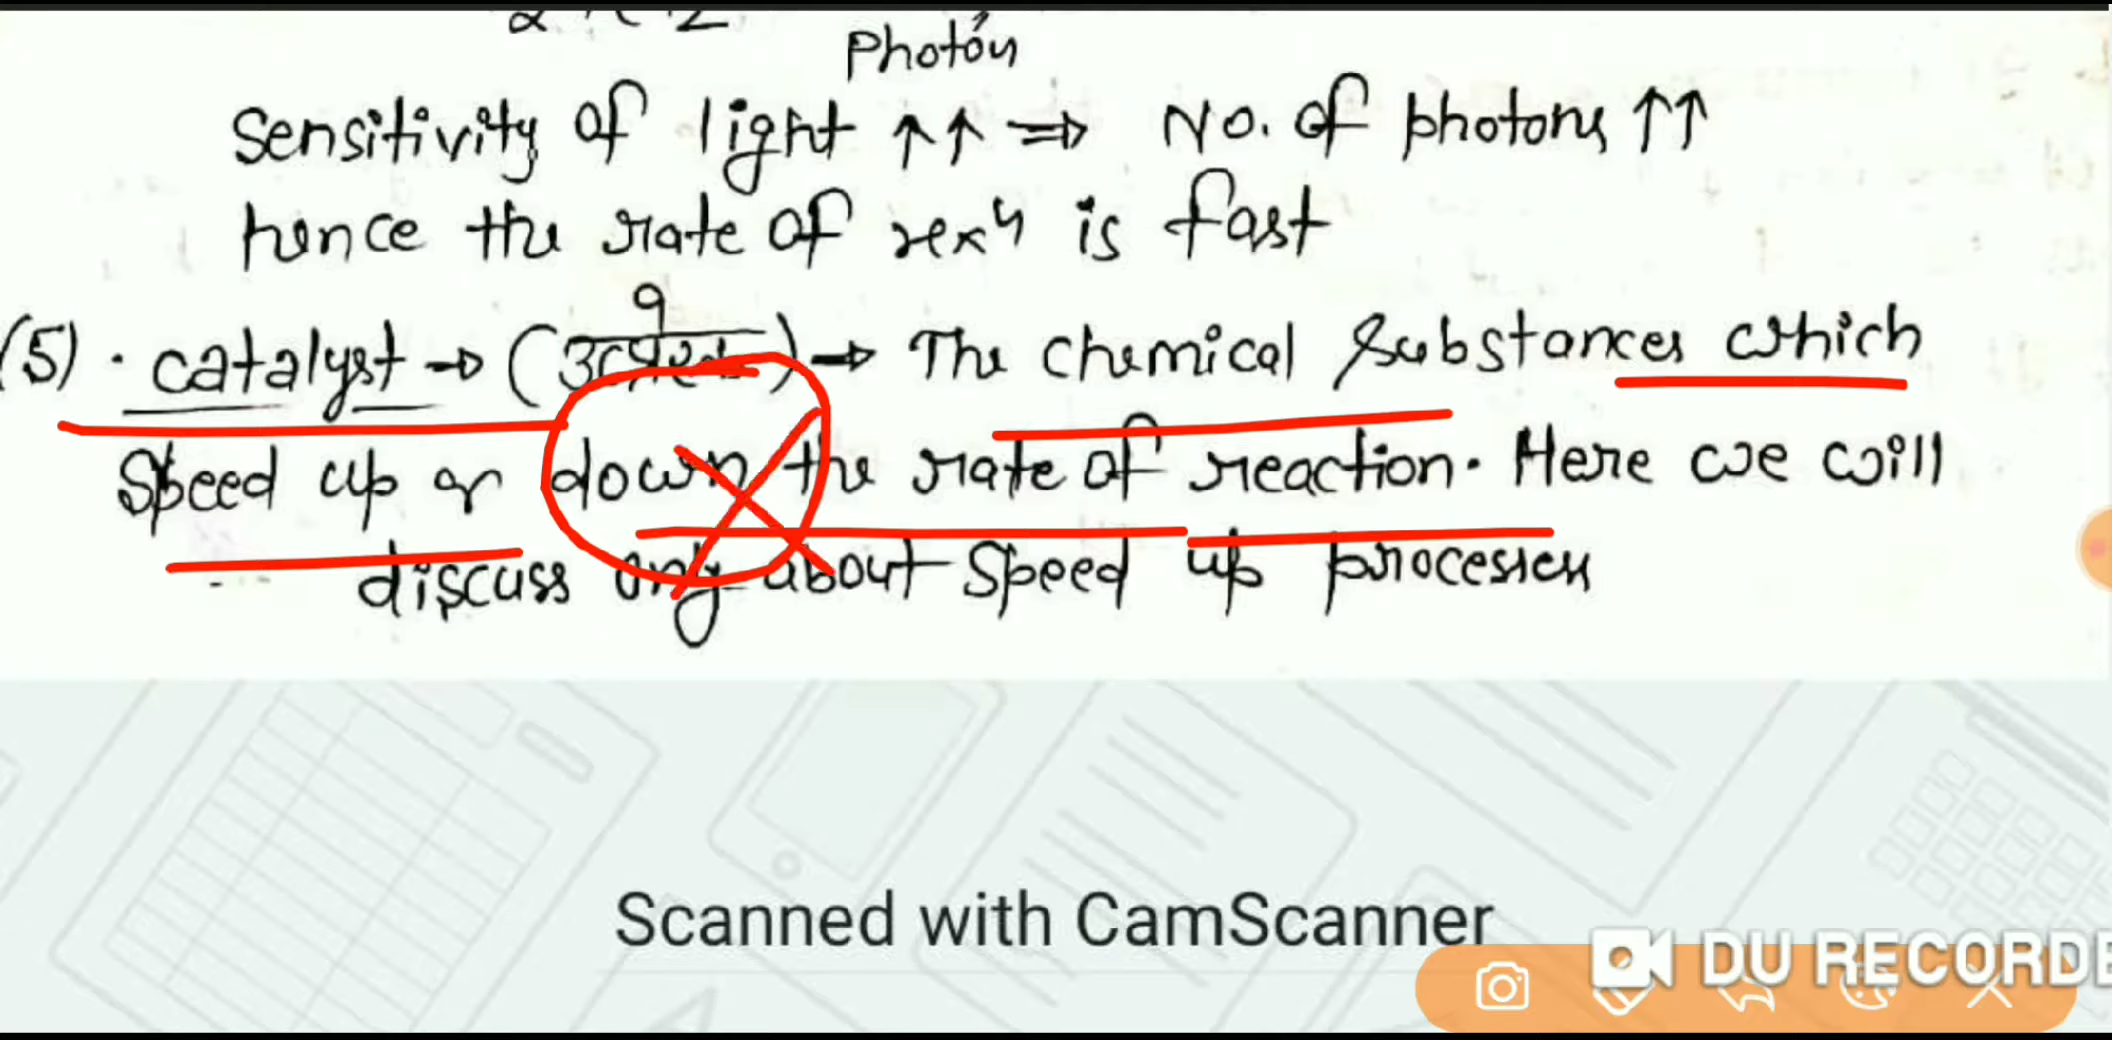 Photon
Sensitivity of light ↑↑ ⇒ No. of photons ↑↑
hence the rate of rexⁿ is fast
(5) . catalyst → ( ) → The chemical substances which
Speed up or down the rate of reaction. Here we will
discuss only about speed up processes
Scanned with CamScanner
DU RECORDE